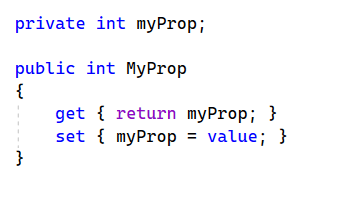 private int myProp;

public int MyProp
{
    get { return myProp; }
    set { myProp = value; }
}